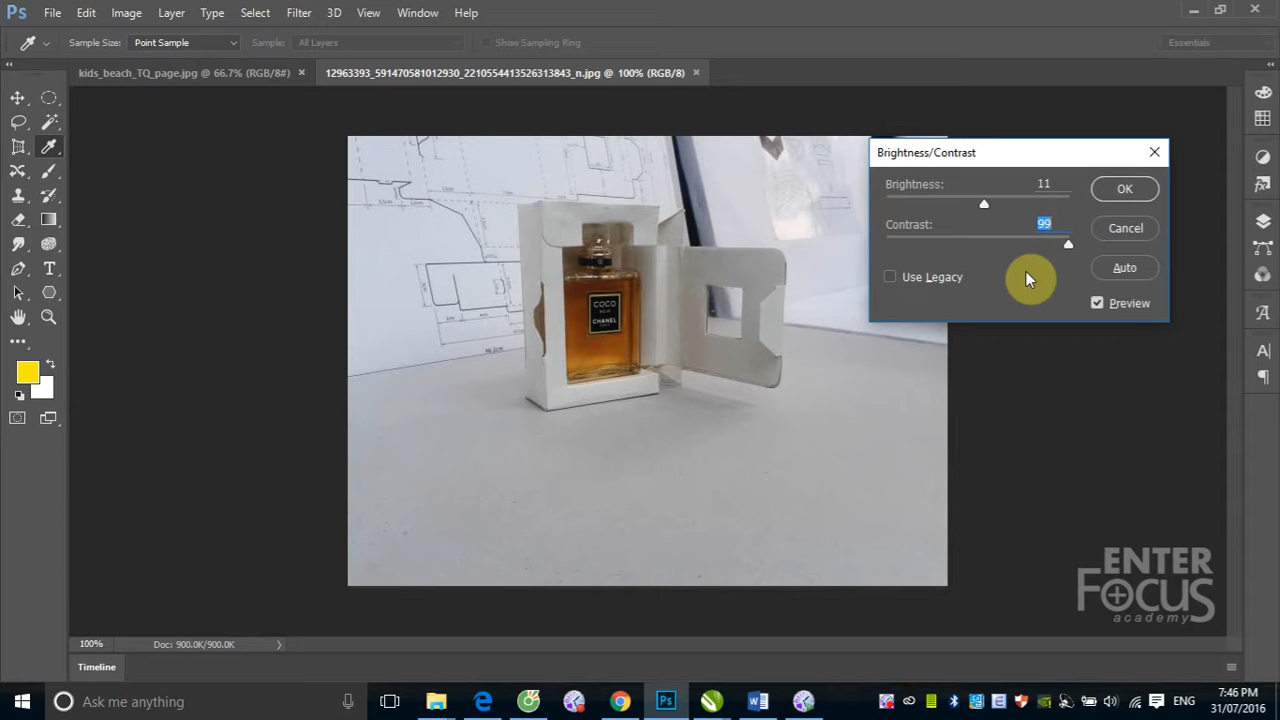 Ps File Edit Image Layer Type Select Filter 3D View Window Help
Sample Size: Point Sample Sample: All Layers Show Sampling Ring Essentials
kids_beach_TQ_page.jpg @ 66.7% (RGB/8#) × 12963393_591470581012930_2210554413526313843_n.jpg @ 100% (RGB/8) ×
Brightness/Contrast
Brightness: 11
OK
Contrast: 99
Cancel
Auto
Use Legacy
Preview
COCO
NOIR
CHANEL
PARIS
T
A|
ENTER
FOCUS
academy
100% Doc: 900.0K/900.0K
Timeline
Ask me anything
Ps
ENG
7:46 PM
31/07/2016